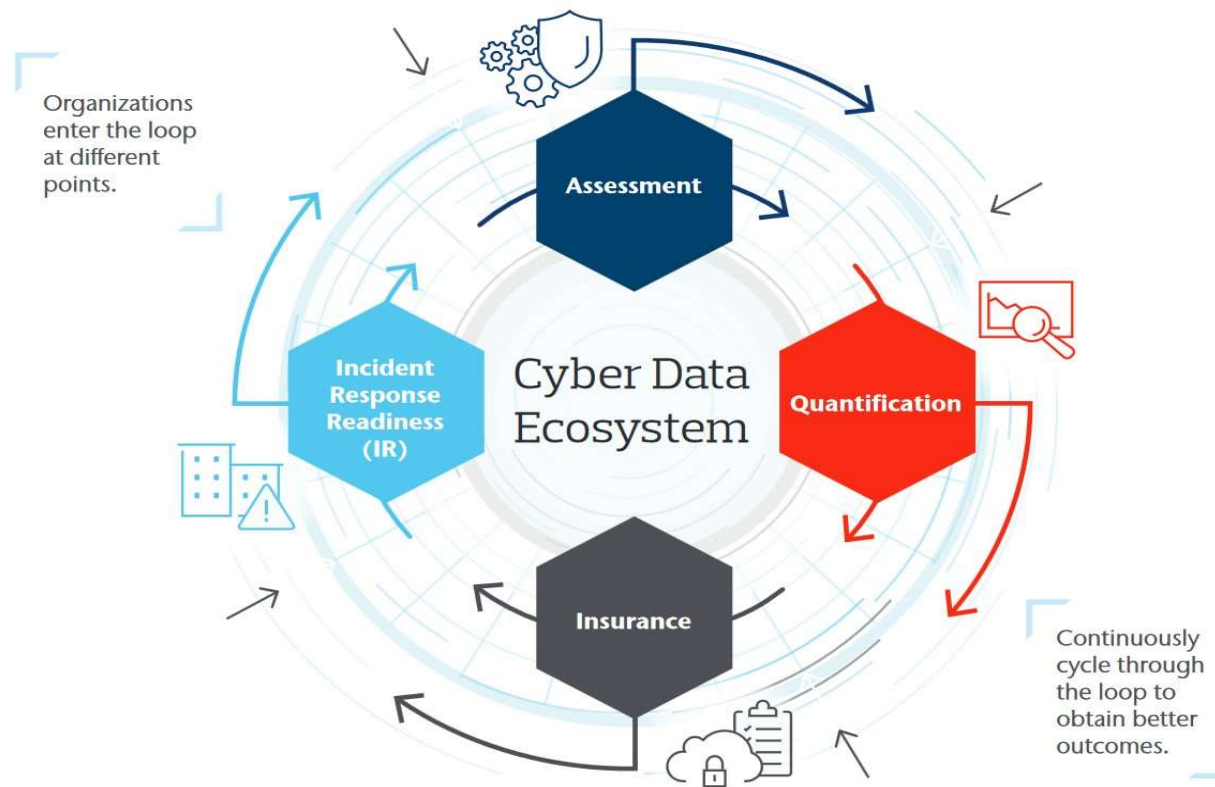 Organizations
enter the loop
at different
points.
Assessment
Incident
Response
Readiness
(IR)
Cyber Data
Ecosystem
Quantification
Insurance
Continuously
cycle through
the loop to
obtain better
outcomes.